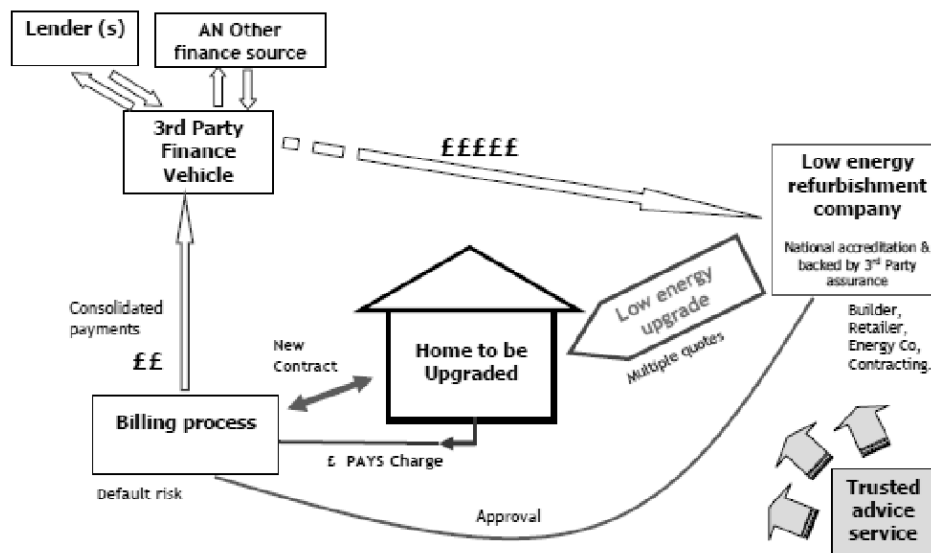 Lender (s)
AN Other
finance source
3rd Party
Finance
Vehicle
£££££
Low energy
refurbishment
company
National accreditation &
backed by 3rd Party
assurance
Builder,
Retailer,
Energy Co,
Contracting.
Low energy
upgrade
Multiple quotes
Consolidated
payments
££
New
Contract
Home to be
Upgraded
Billing process
£ PAYS Charge
Default risk
Approval
Trusted
advice
service